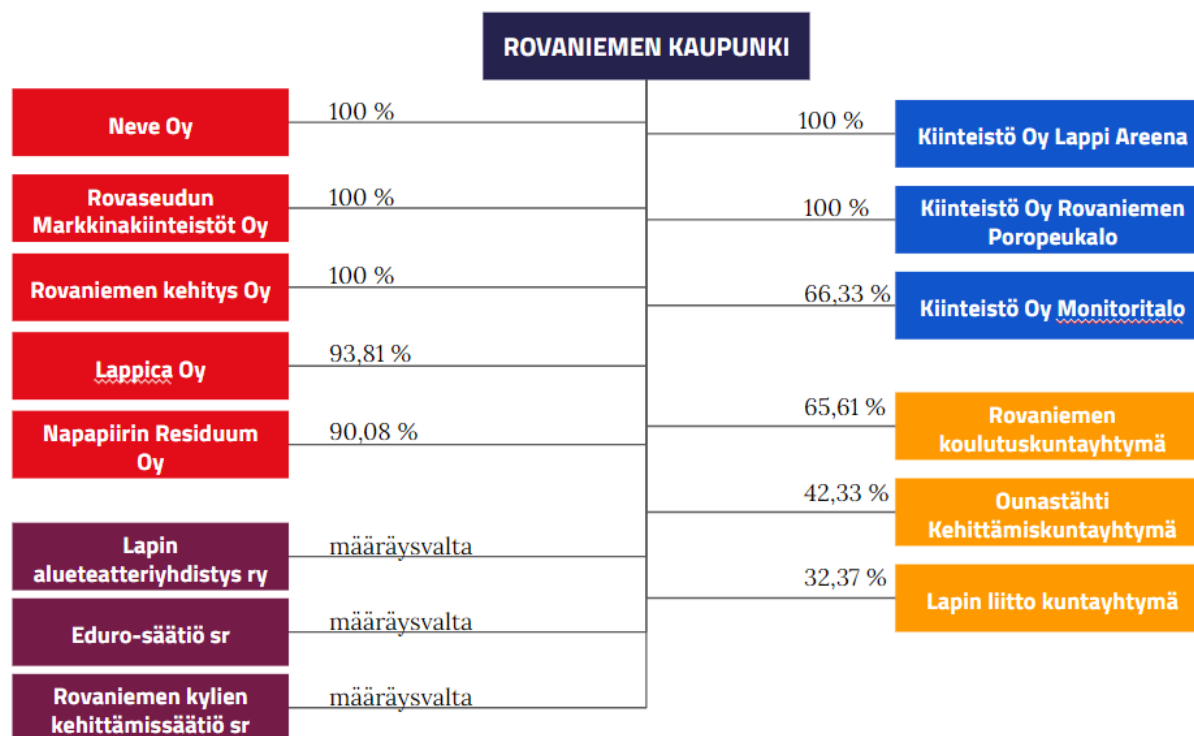 ROVANIEMEN KAUPUNKI
Neve Oy
100 %
Rovaseudun
Markkinakiinteistöt Oy
100 %
Rovaniemen kehitys Oy
100 %
Lappica Oy
93,81 %
Napapiirin Residuum
Oy
90,08 %
Lapin
alueteatteriyhdistys ry
määräysvalta
Eduro-säätiö sr
määräysvalta
Rovaniemen kylien
kehittämissäätiö sr
määräysvalta
100 %
Kiinteistö Oy Lappi Areena
100 %
Kiinteistö Oy Rovaniemen
Poropeukalo
66,33 %
Kiinteistö Oy Monitoritalo
65,61 %
Rovaniemen
koulutuskuntayhtymä
42,33 %
Ounastähti
Kehittämiskuntayhtymä
32,37 %
Lapin liitto kuntayhtymä